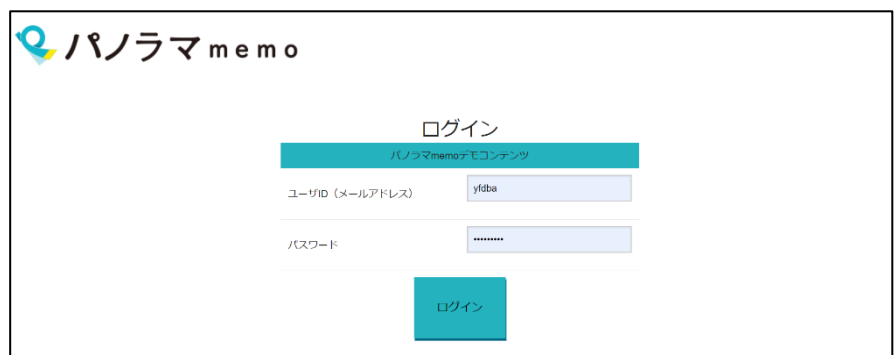 パノラマmemo
ログイン
パノラマmemoデモコンテンツ
ユーザID（メールアドレス）
yfdba
パスワード
•••••••••
ログイン